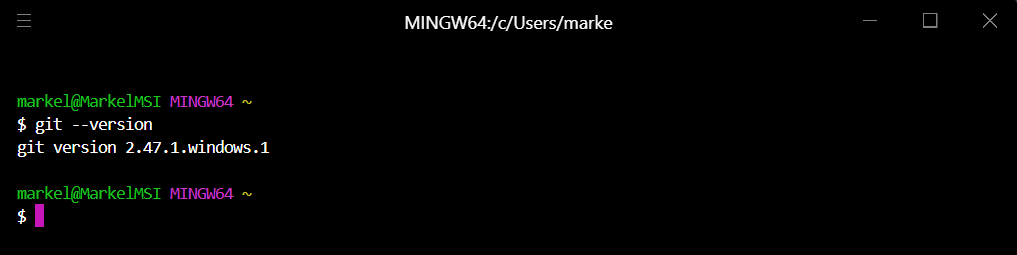 MINGW64:/c/Users/marke
markel@MarkelMSI MINGW64 ~
$ git --version
git version 2.47.1.windows.1
markel@MarkelMSI MINGW64 ~
$